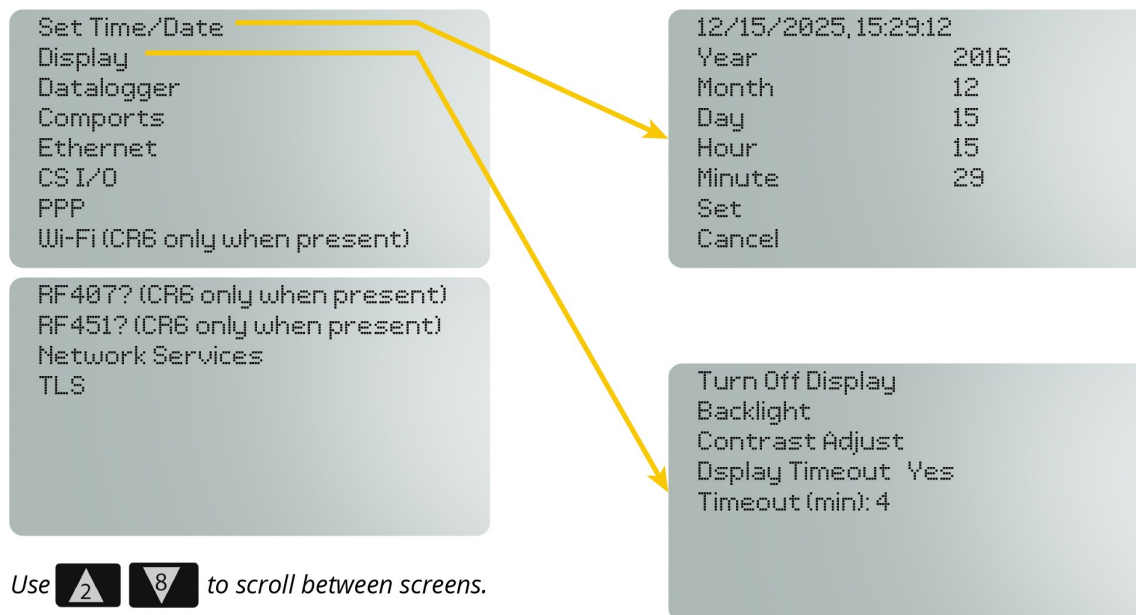 Set Time/Date
Display
Datalogger
Comports
Ethernet
CS I/O
PPP
Wi-Fi (CR6 only when present)
RF407? (CR6 only when present)
RF451? (CR6 only when present)
Network Services
TLS
Use 2 8 to scroll between screens.
12/15/2025, 15:29:12
Year 2016
Month 12
Day 15
Hour 15
Minute 29
Set
Cancel
Turn Off Display
Backlight
Contrast Adjust
Dsplay Timeout Yes
Timeout (min): 4